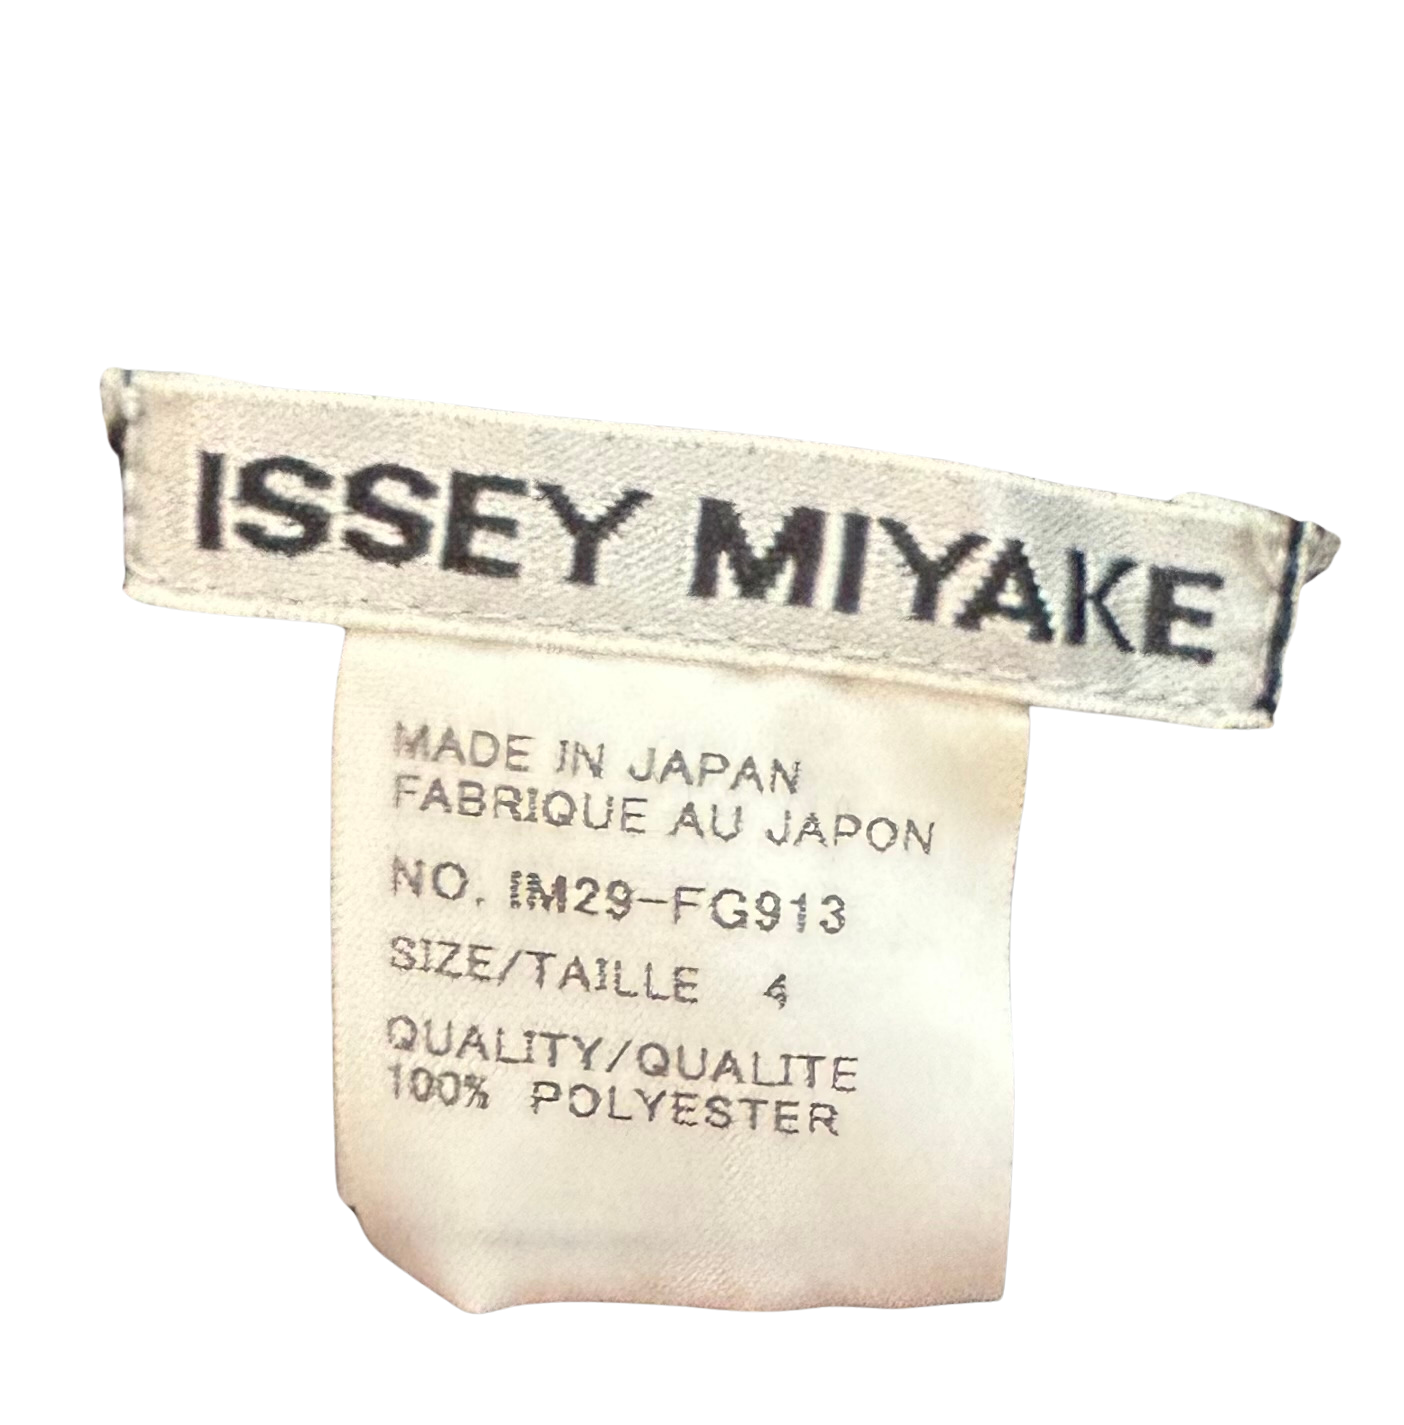 ISSEY MIYAKE
MADE IN JAPAN
FABRIQUE AU JAPON
NO. IM29-FG913
SIZE/TAILLE 4
QUALITY/QUALITE
100% POLYESTER